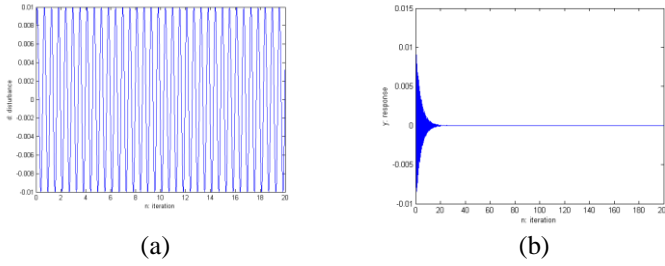 0.01
0.008
0.006
0.004
0.002
0
-0.002
-0.004
-0.006
-0.008
-0.01
d: disturbance
0 2 4 6 8 10 12 14 16 18 20
n: iteration
(a)
0.015
0.01
0.005
0
-0.005
-0.01
y: response
0 20 40 60 80 100 120 140 160 180 200
n: iteration
(b)